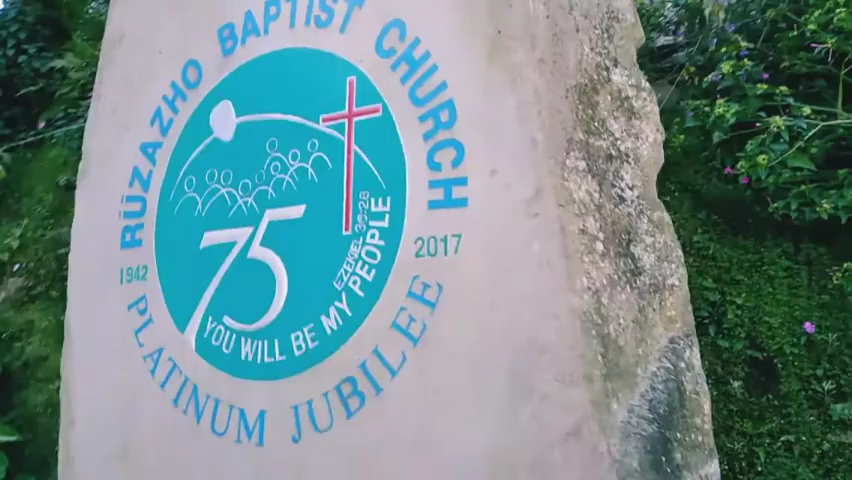 RÜZAZHO BAPTIST CHURCH
1942
2017
75
EZEKIEL 36:28
YOU WILL BE MY PEOPLE
PLATINUM JUBILEE